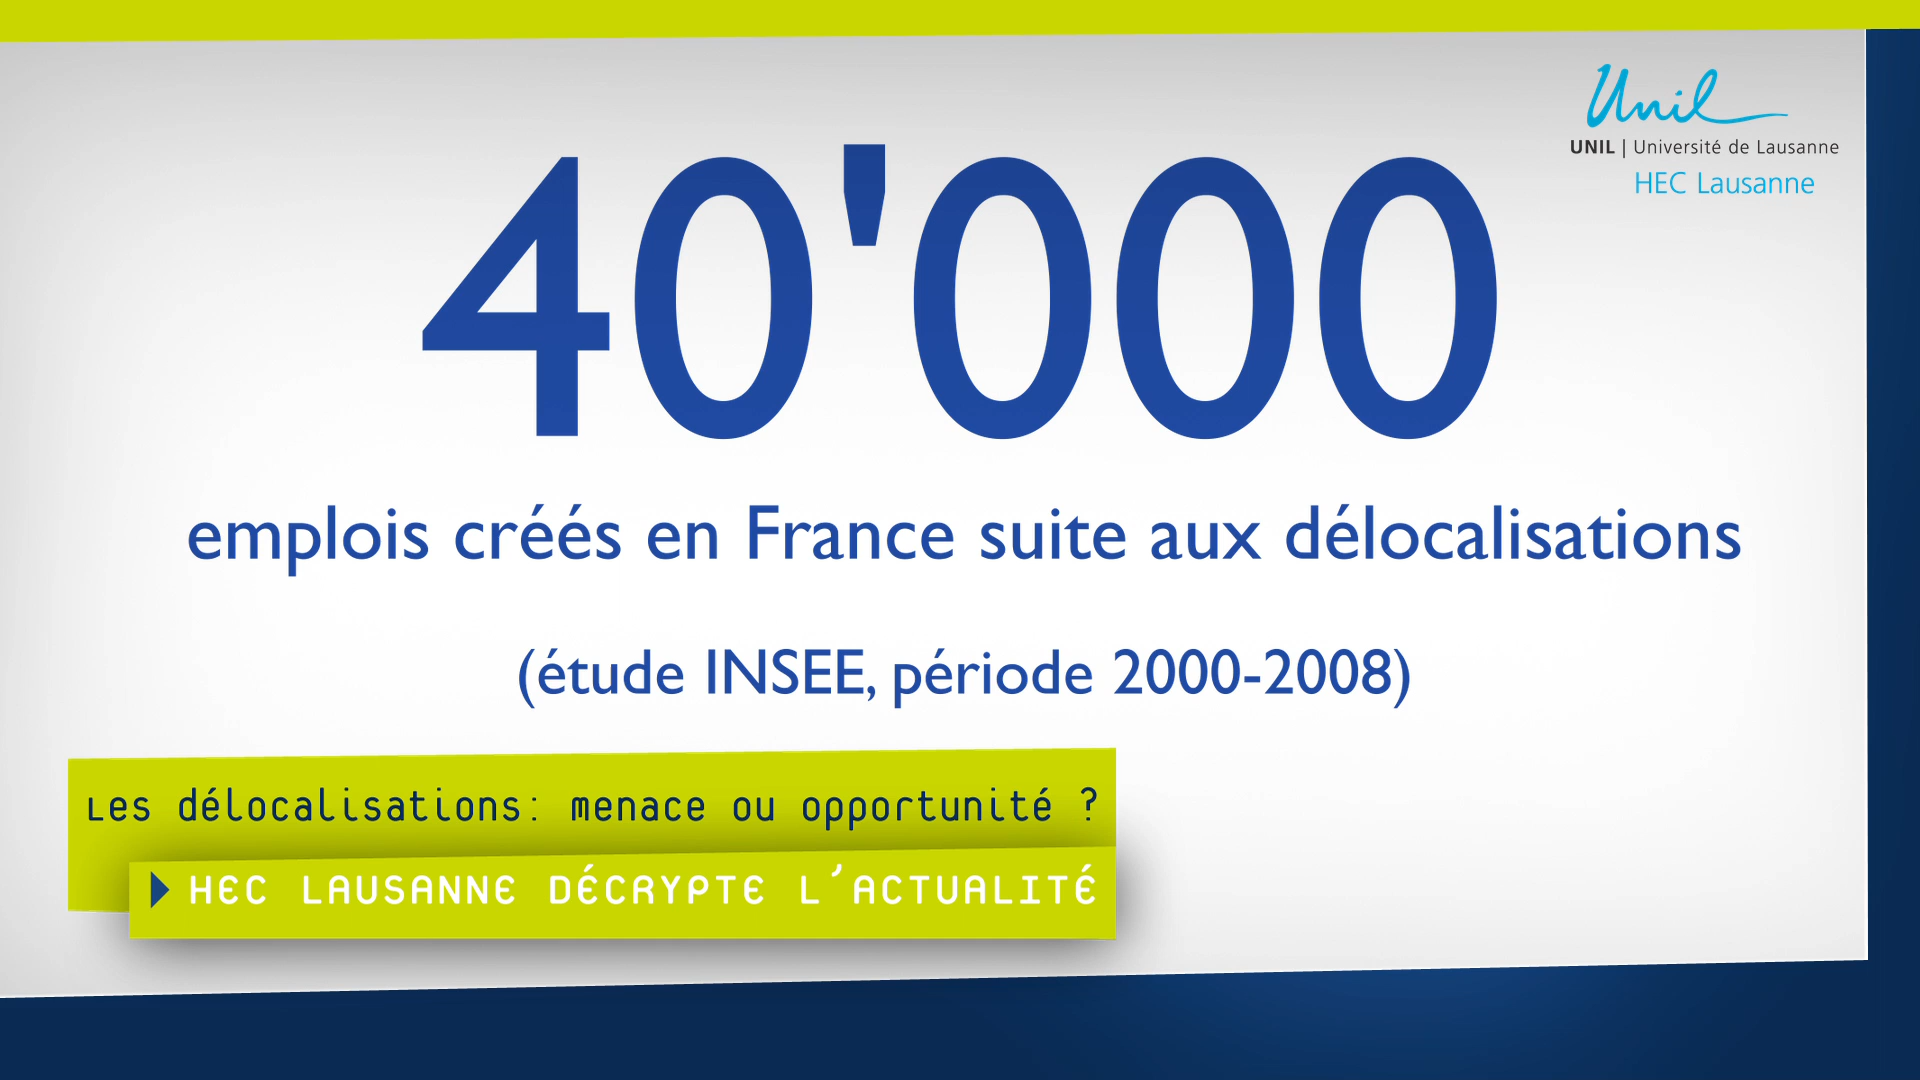 Unil
UNIL | Université de Lausanne
HEC Lausanne
40'000
emplois créés en France suite aux délocalisations
(étude INSEE, période 2000-2008)
Les délocalisations: menace ou opportunité ?
HEC LAUSANNE DÉCRYPTE L'ACTUALITÉ